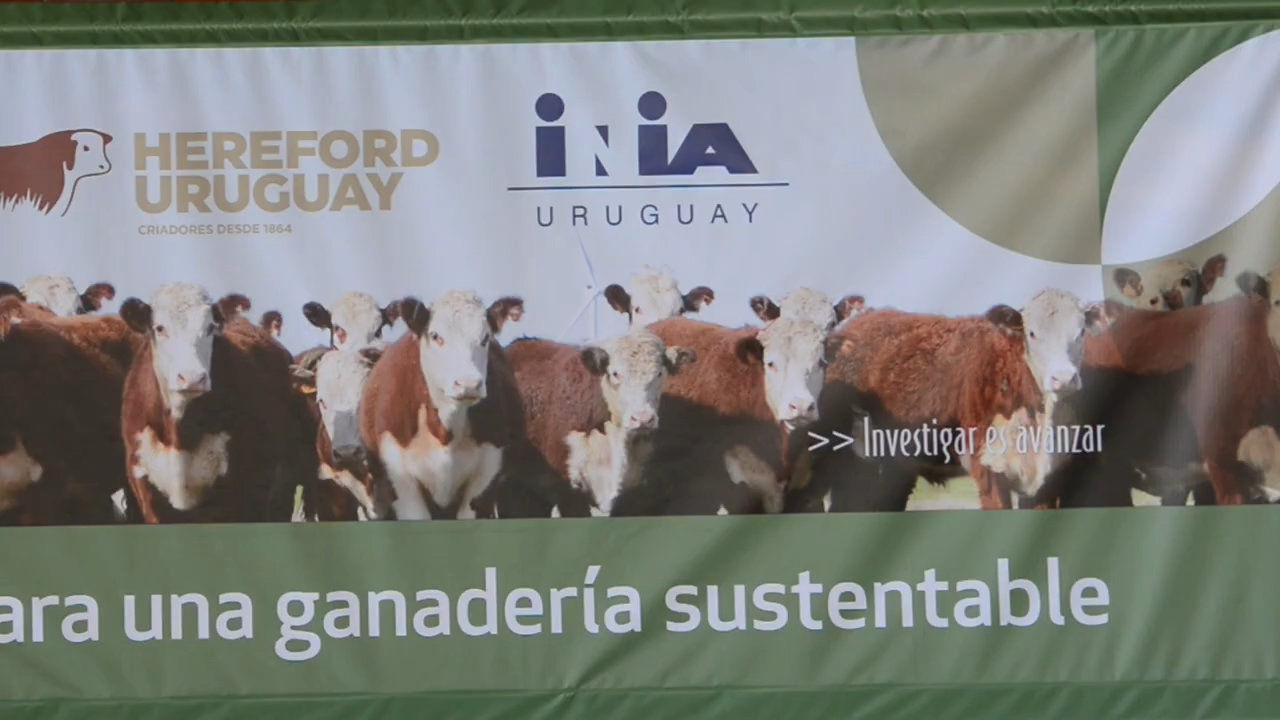 HEREFORD
URUGUAY
CRIADORES DESDE 1864
INIA
URUGUAY
>> Investigar es avanzar
ara una ganadería sustentable